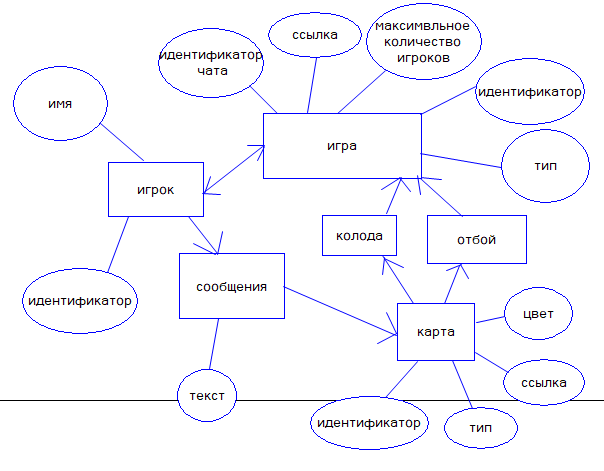 максимвльное
количество
игроков
ссылка
идентификатор
чата
идентификатор
имя
игра
тип
игрок
колода
отбой
сообщения
идентификатор
цвет
карта
ссылка
текст
идентификатор
тип